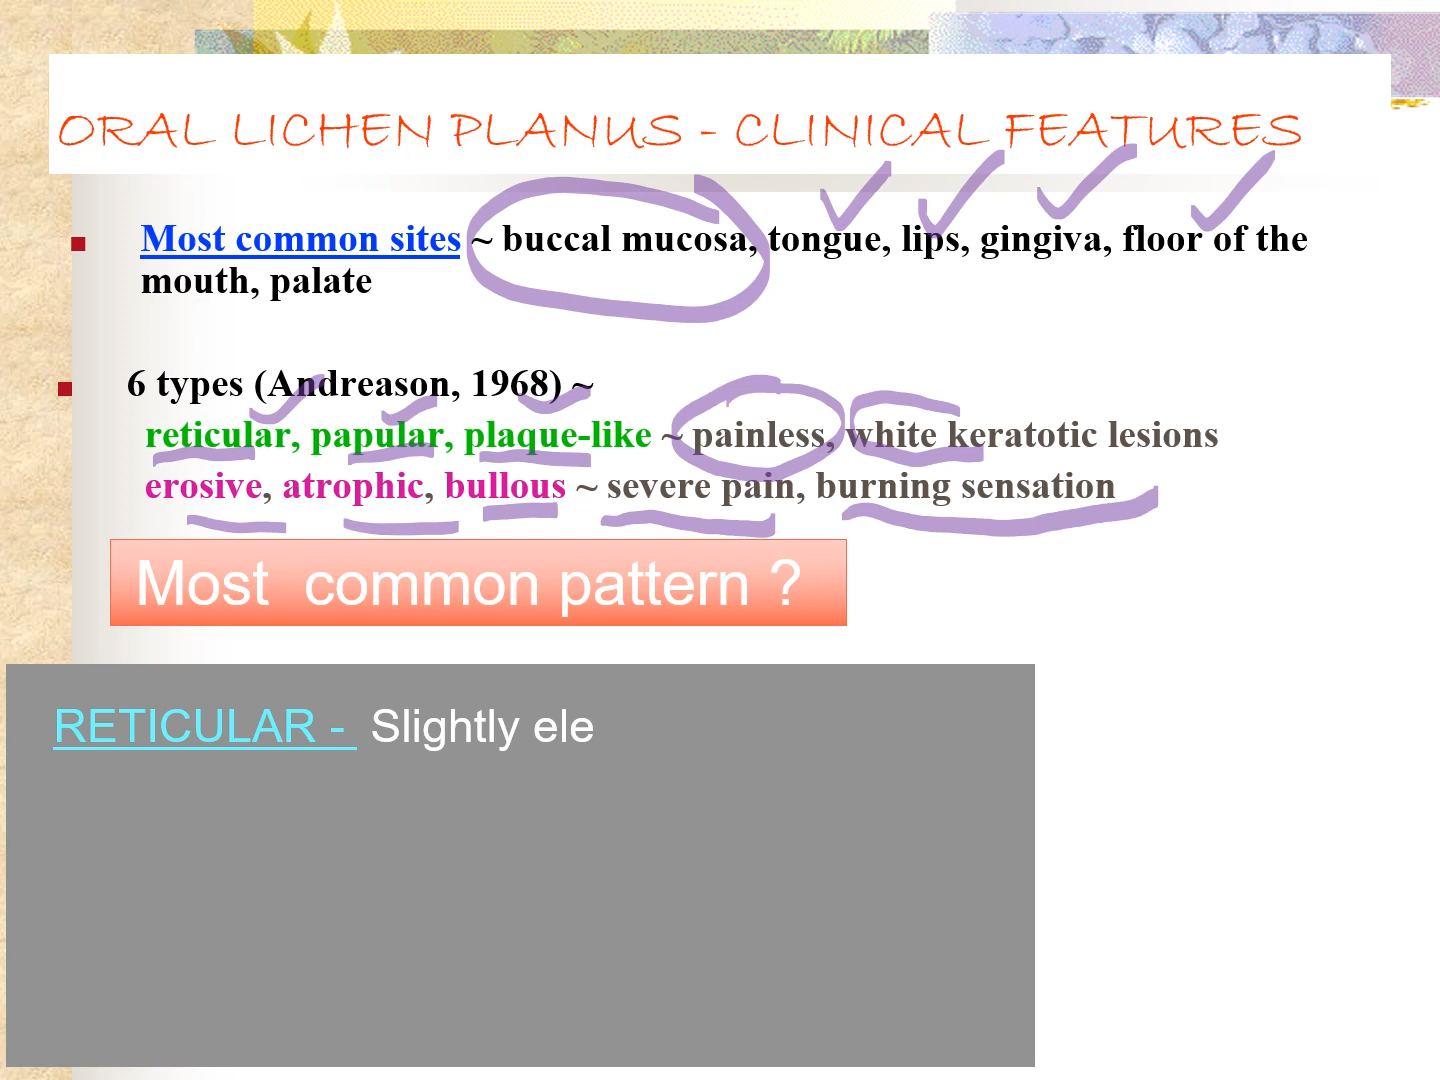 ORAL LICHEN PLANUS - CLINICAL FEATURES
Most common sites ~ buccal mucosa, tongue, lips, gingiva, floor of the
mouth, palate
6 types (Andreason, 1968) ~
reticular, papular, plaque-like ~ painless, white keratotic lesions
erosive, atrophic, bullous ~ severe pain, burning sensation
Most common pattern ?
RETICULAR - Slightly ele